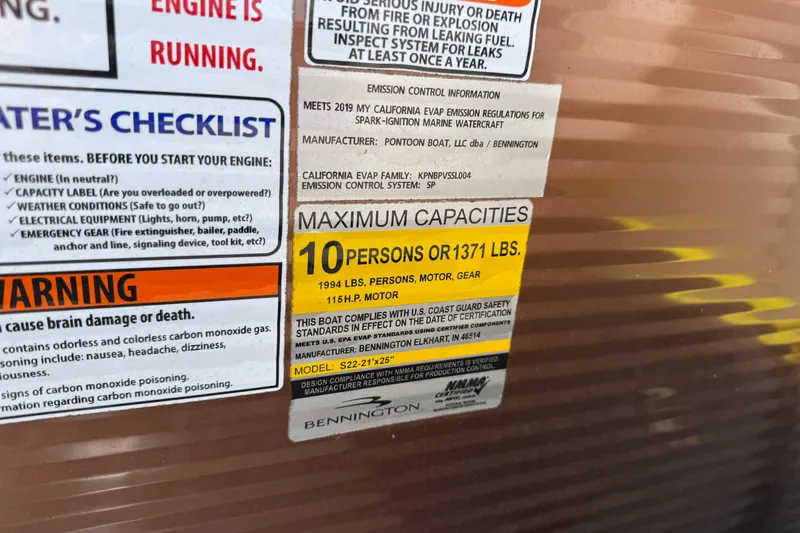 NG.
ENGINE IS
RUNNING.
ATER'S CHECKLIST
these items. BEFORE YOU START YOUR ENGINE:
✓ ENGINE (In neutral?)
✓ CAPACITY LABEL (Are you overloaded or overpowered?)
✓ WEATHER CONDITIONS (Safe to go out?)
✓ ELECTRICAL EQUIPMENT (Lights, horn, pump, etc?)
✓ EMERGENCY GEAR (Fire extinguisher, bailer, paddle,
anchor and line, signaling device, tool kit, etc?)
WARNING
cause brain damage or death.
contains odorless and colorless carbon monoxide gas.
soning include: nausea, headache, dizziness,
iousness.
signs of carbon monoxide poisoning.
rmation regarding carbon monoxide poisoning.
OID SERIOUS INJURY OR DEATH
FROM FIRE OR EXPLOSION
RESULTING FROM LEAKING FUEL.
INSPECT SYSTEM FOR LEAKS
AT LEAST ONCE A YEAR.
EMISSION CONTROL INFORMATION
MEETS 2019 MY CALIFORNIA EVAP EMISSION REGULATIONS FOR
SPARK-IGNITION MARINE WATERCRAFT
MANUFACTURER: PONTOON BOAT, LLC dba / BENNINGTON
CALIFORNIA EVAP FAMILY: KPNBPVSSL004
EMISSION CONTROL SYSTEM: SP
MAXIMUM CAPACITIES
10 PERSONS OR 1371 LBS.
1994 LBS, PERSONS, MOTOR, GEAR
115 H.P. MOTOR
THIS BOAT COMPLIES WITH U.S. COAST GUARD SAFETY
STANDARDS IN EFFECT ON THE DATE OF CERTIFICATION
MEETS U.S. EPA EVAP STANDARDS USING CERTIFIED COMPONENTS
MANUFACTURER: BENNINGTON ELKHART, IN 46514
MODEL: S22-21'x25"
DESIGN COMPLIANCE WITH NMMA REQUIREMENTS IS VERIFIED.
MANUFACTURER RESPONSIBLE FOR PRODUCTION CONTROL.
BENNINGTON
NMMA
CERTIFIED